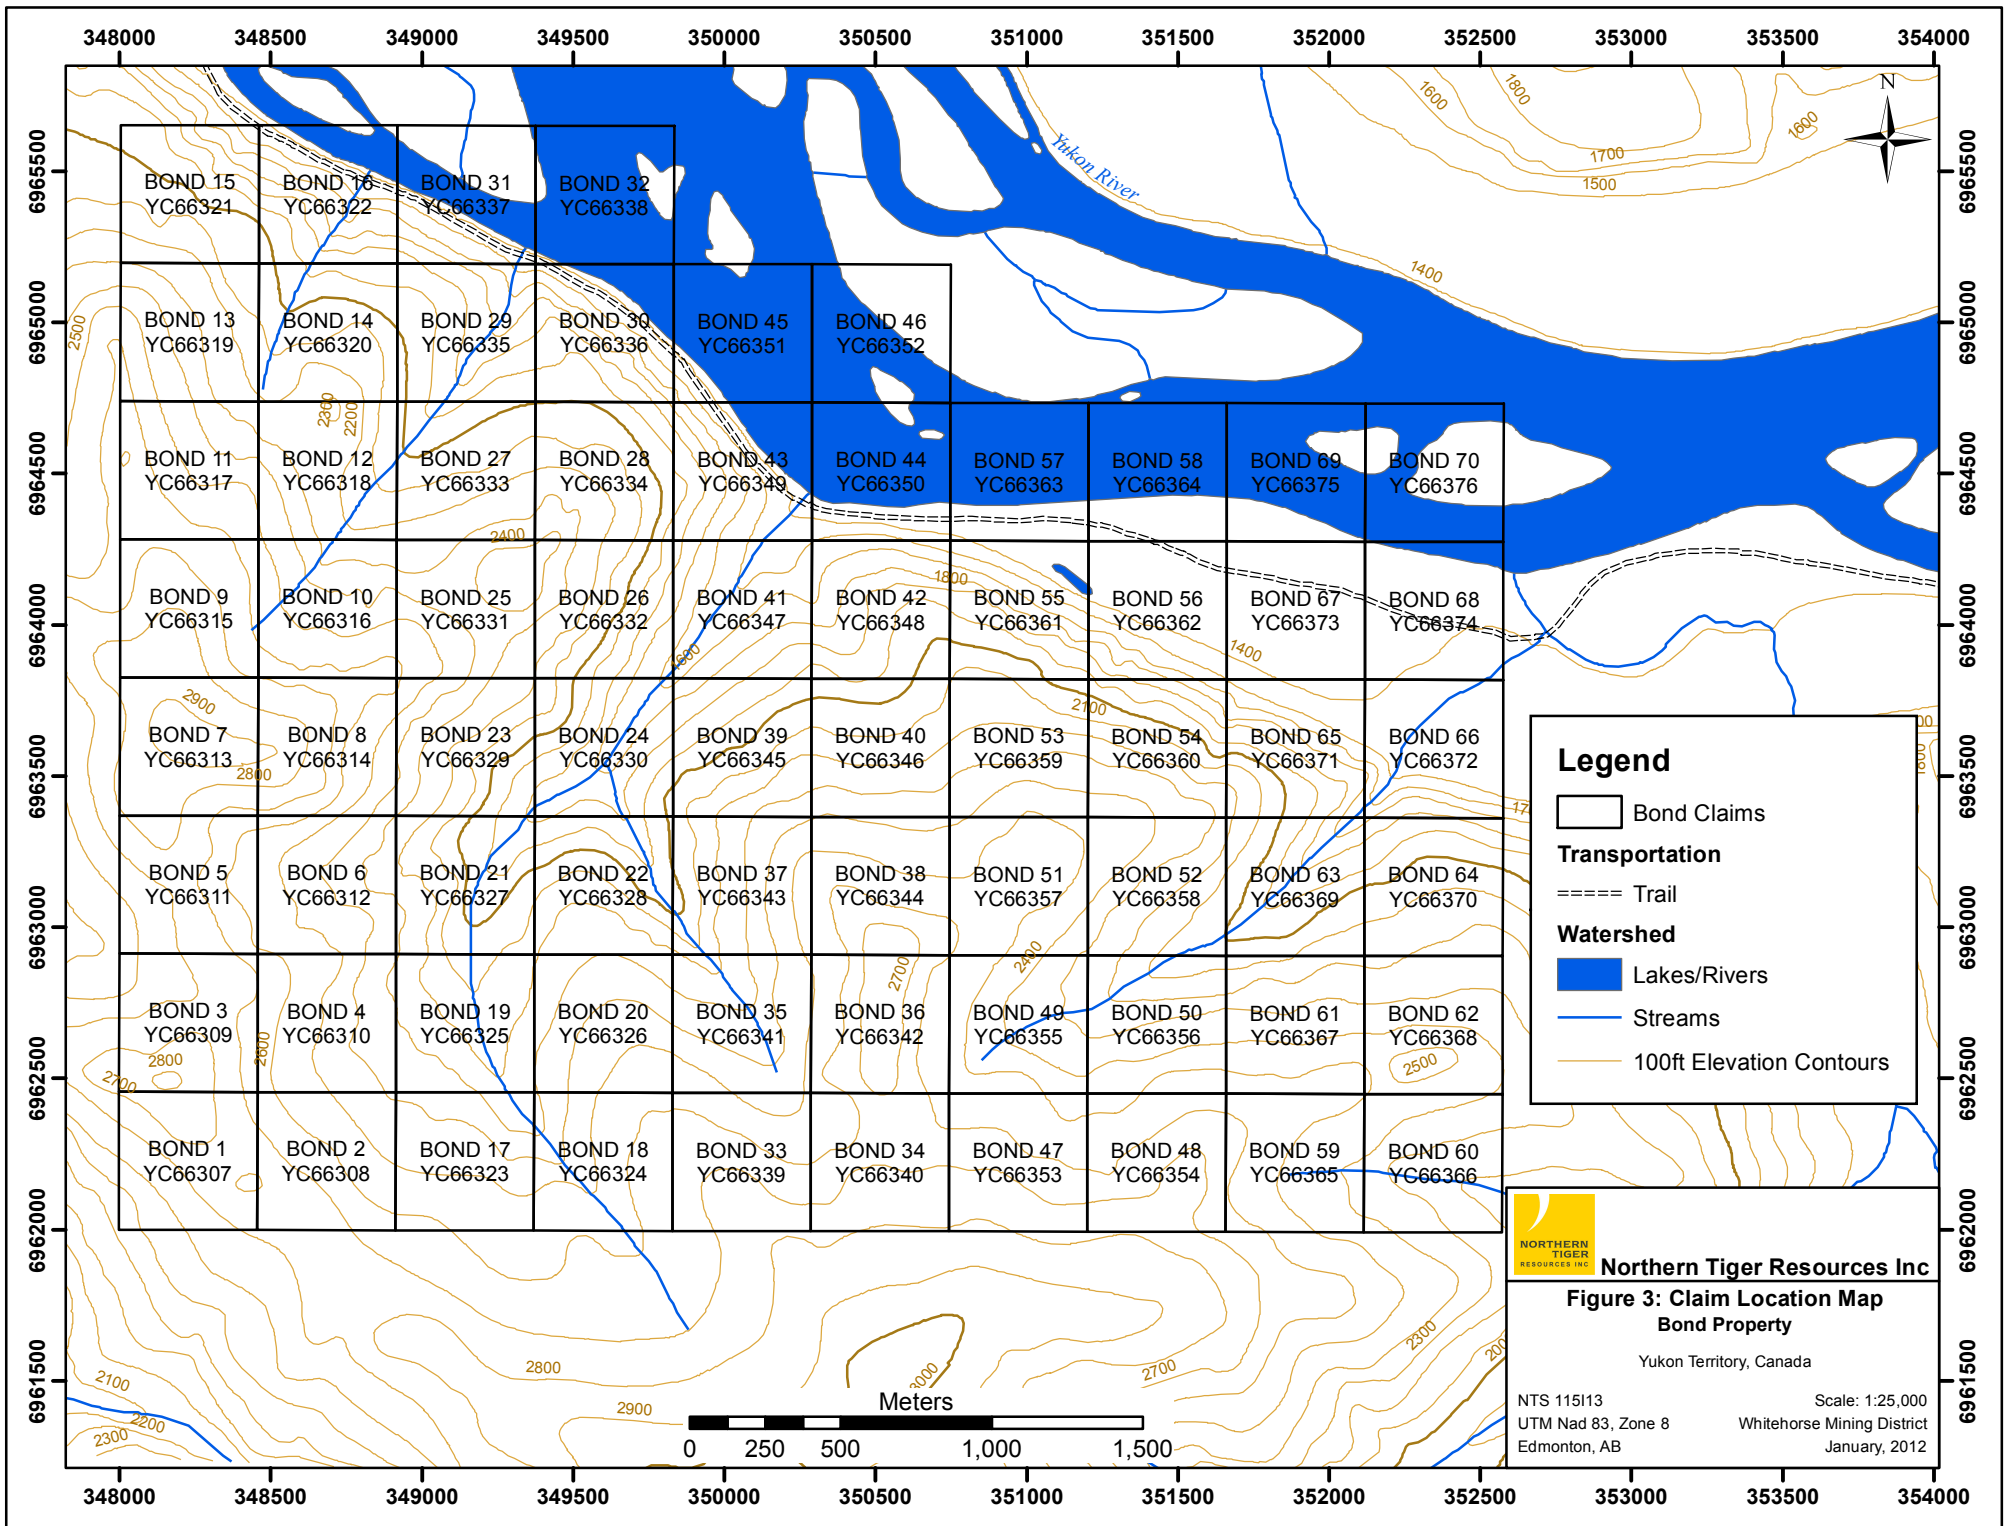 348000 348500 349000 349500 350000 350500 351000 351500 352000 352500 353000 353500 354000
N
1600
1800
1600
1700
1500
Yukon River
1400
6965500
6965500
BOND 15
YC66321
BOND 16
YC66322
BOND 31
YC66337
BOND 32
YC66338
6965000
6965000
2500
BOND 13
YC66319
BOND 14
YC66320
BOND 29
YC66335
BOND 30
YC66336
BOND 45
YC66351
BOND 46
YC66352
2300
2200
6964500
6964500
BOND 11
YC66317
BOND 12
YC66318
BOND 27
YC66333
BOND 28
YC66334
BOND 43
YC66349
BOND 44
YC66350
BOND 57
YC66363
BOND 58
YC66364
BOND 69
YC66375
BOND 70
YC66376
2400
1800
6964000
6964000
BOND 9
YC66315
BOND 10
YC66316
BOND 25
YC66331
BOND 26
YC66332
BOND 41
YC66347
BOND 42
YC66348
BOND 55
YC66361
BOND 56
YC66362
BOND 67
YC66373
BOND 68
YC66374
1600
1400
2900
2100
6963500
6963500
BOND 7
YC66313
BOND 8
YC66314
BOND 23
YC66329
BOND 24
YC66330
BOND 39
YC66345
BOND 40
YC66346
BOND 53
YC66359
BOND 54
YC66360
BOND 65
YC66371
BOND 66
YC66372
2800
6963000
6963000
BOND 5
YC66311
BOND 6
YC66312
BOND 21
YC66327
BOND 22
YC66328
BOND 37
YC66343
BOND 38
YC66344
BOND 51
YC66357
BOND 52
YC66358
BOND 63
YC66369
BOND 64
YC66370
2400
2700
6962500
6962500
BOND 3
YC66309
BOND 4
YC66310
BOND 19
YC66325
BOND 20
YC66326
BOND 35
YC66341
BOND 36
YC66342
BOND 49
YC66355
BOND 50
YC66356
BOND 61
YC66367
BOND 62
YC66368
2800
2700
2600
2500
6962000
6962000
BOND 1
YC66307
BOND 2
YC66308
BOND 17
YC66323
BOND 18
YC66324
BOND 33
YC66339
BOND 34
YC66340
BOND 47
YC66353
BOND 48
YC66354
BOND 59
YC66365
BOND 60
YC66366
Legend
Bond Claims
Transportation
Trail
Watershed
Lakes/Rivers
Streams
100ft Elevation Contours
6961500
6961500
2100
2200
2300
2800
2900
3000
2700
2300
Meters
0 250 500 1,000 1,500
NORTHERN
TIGER
RESOURCES INC
Northern Tiger Resources Inc
Figure 3: Claim Location Map
Bond Property
Yukon Territory, Canada
NTS 115I13 Scale: 1:25,000
UTM Nad 83, Zone 8 Whitehorse Mining District
Edmonton, AB January, 2012
348000 348500 349000 349500 350000 350500 351000 351500 352000 352500 353000 353500 354000